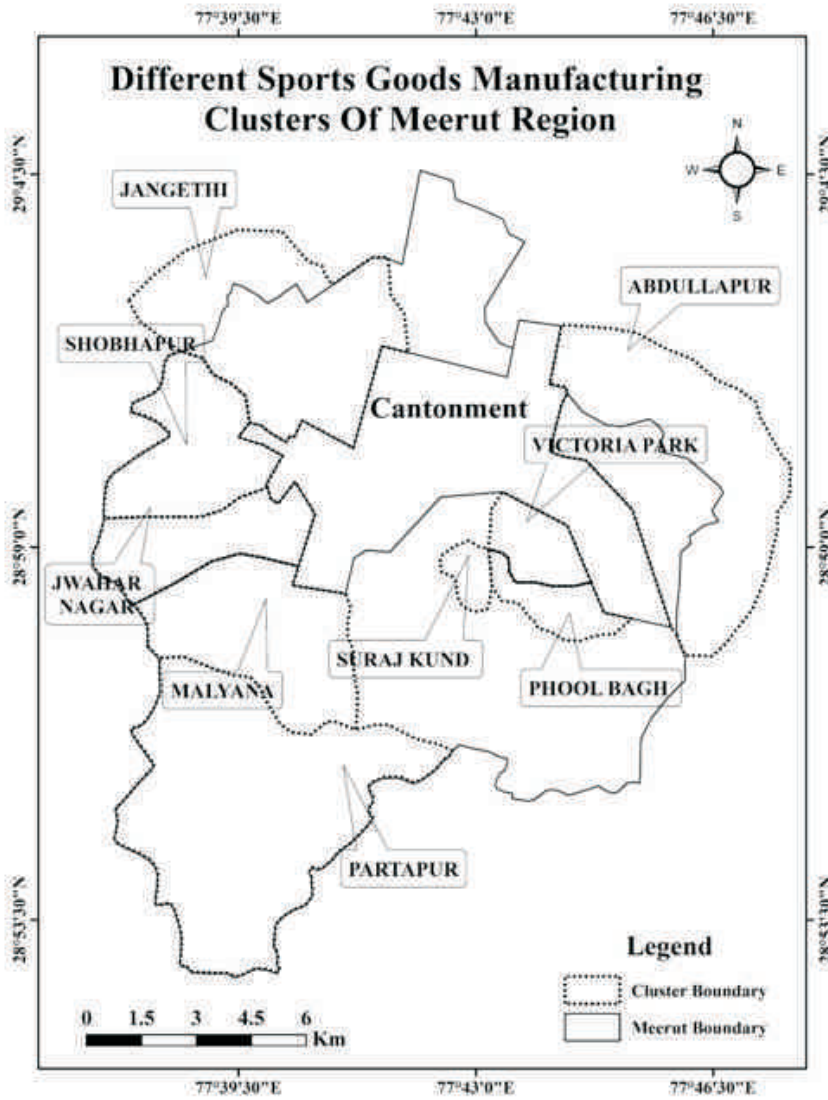 77°39'30"E 77°43'0"E 77°46'30"E
Different Sports Goods Manufacturing
Clusters Of Meerut Region
N
W E
S
29°4'30"N 29°4'30"N
JANGETHI
ABDULLAPUR
SHOBHAPUR
Cantonment
VICTORIA PARK
28°59'0"N 28°59'0"N
JWAHAR
NAGAR
SURAJ KUND
MALYANA
PHOOL BAGH
PARTAPUR
28°53'30"N 28°53'30"N
Legend
Cluster Boundary
Meerut Boundary
0 1.5 3 4.5 6
Km
77°39'30"E 77°43'0"E 77°46'30"E